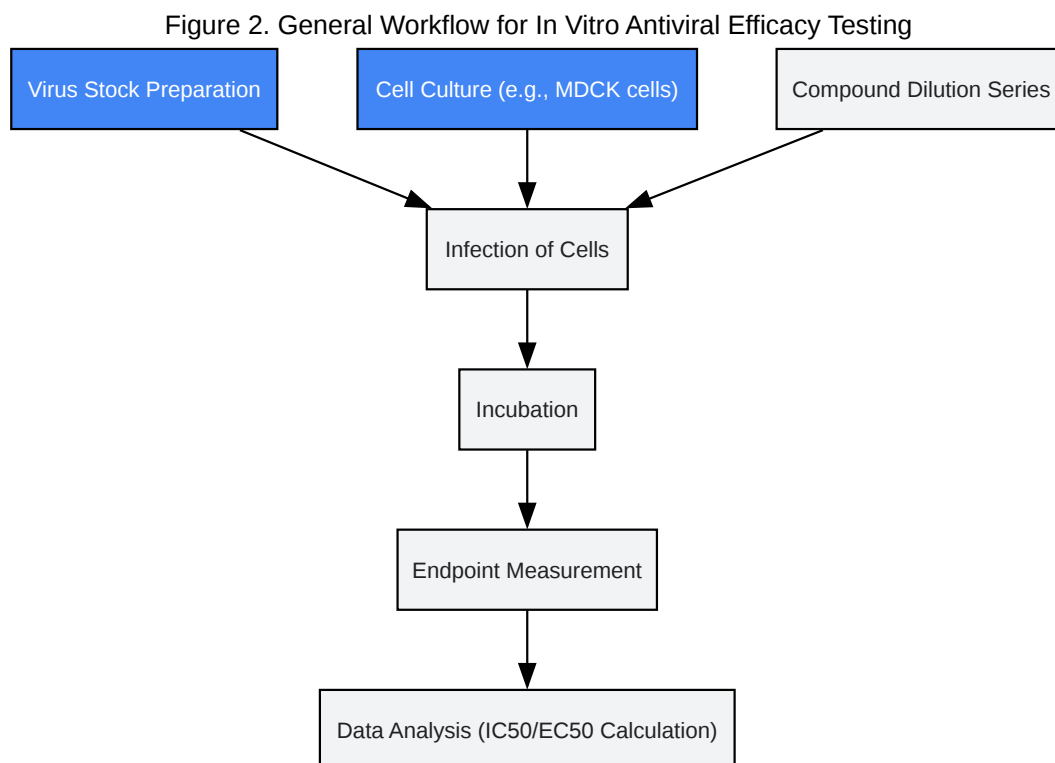 Figure 2. General Workflow for In Vitro Antiviral Efficacy Testing
Virus Stock Preparation
Cell Culture (e.g., MDCK cells)
Compound Dilution Series
Infection of Cells
Incubation
Endpoint Measurement
Data Analysis (IC50/EC50 Calculation)